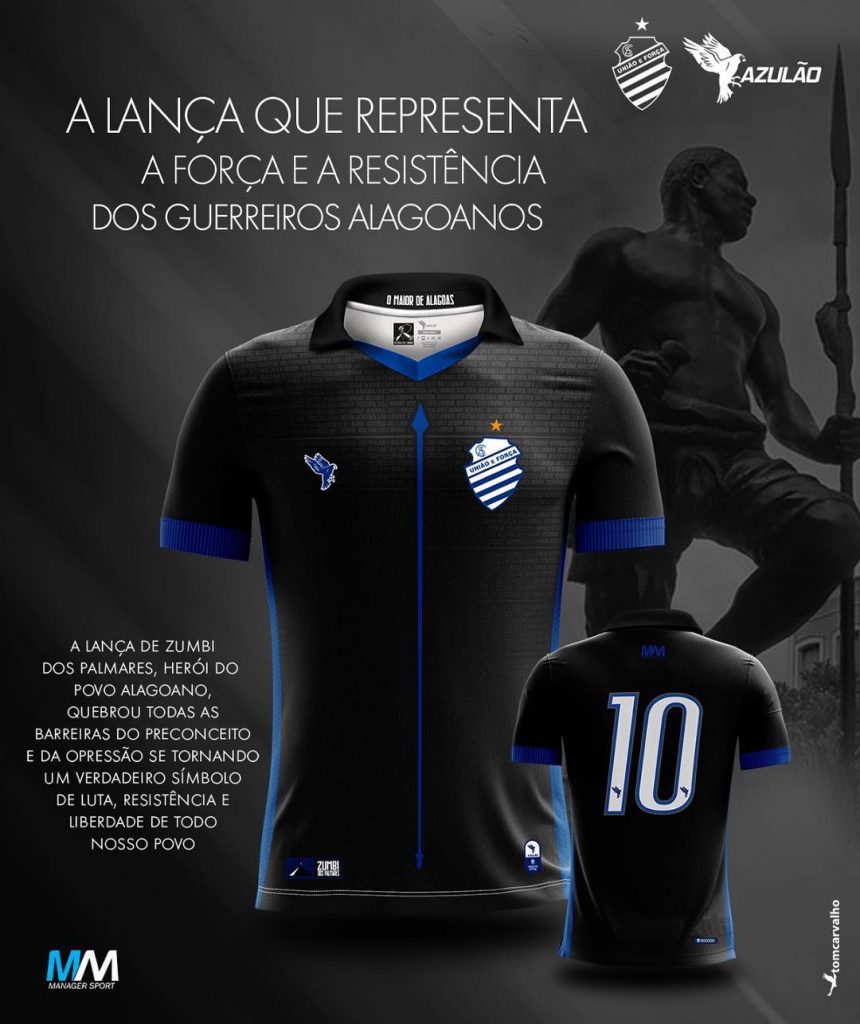 UNIÃO E FORÇA
AZULÃO
A LANÇA QUE REPRESENTA
A FORÇA E A RESISTÊNCIA
DOS GUERREIROS ALAGOANOS
O MAIOR DE ALAGOAS
UNIÃO E FORÇA
A LANÇA DE ZUMBI
DOS PALMARES, HERÓI DO
POVO ALAGOANO,
QUEBROU TODAS AS
BARREIRAS DO PRECONCEITO
E DA OPRESSÃO SE TORNANDO
UM VERDADEIRO SÍMBOLO
DE LUTA, RESISTÊNCIA E
LIBERDADE DE TODO
NOSSO POVO
MM
10
ZUMBI
DOS PALMARES
MM
MANAGER SPORT
tomcarvalho